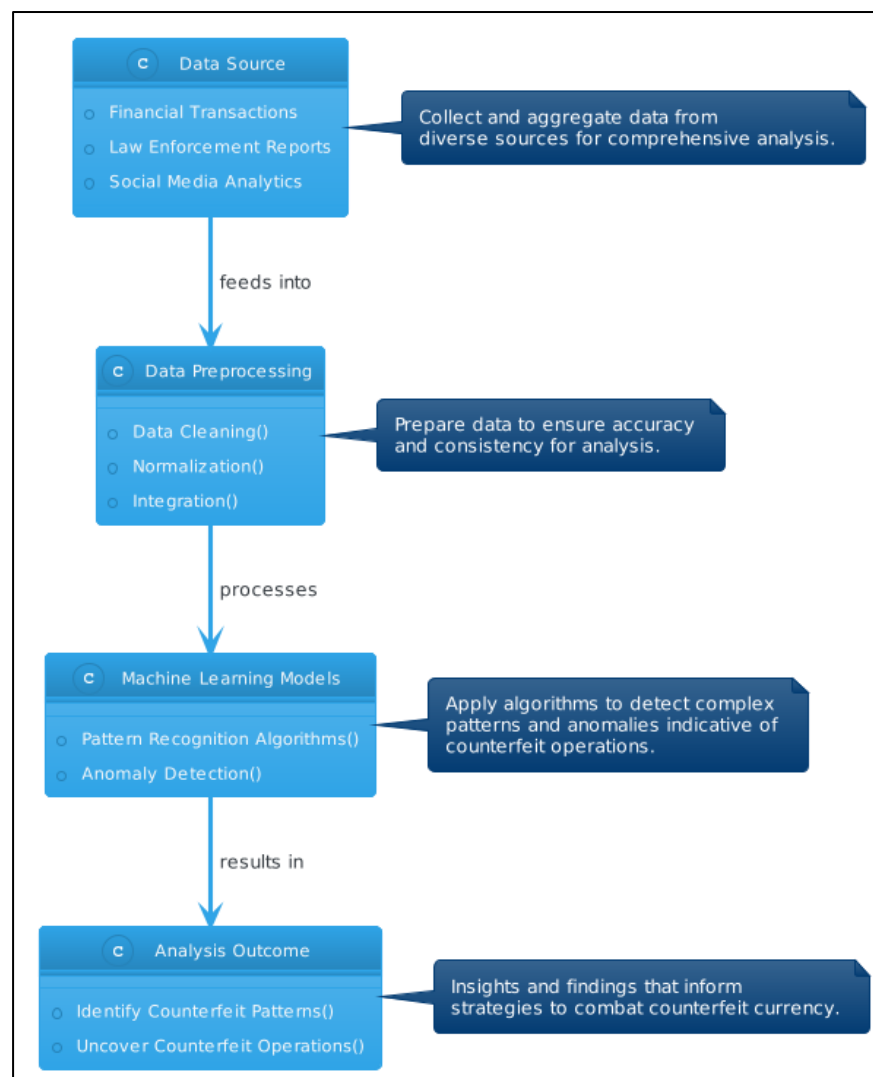 C Data Source
Financial Transactions
Law Enforcement Reports
Social Media Analytics
Collect and aggregate data from
diverse sources for comprehensive analysis.
feeds into
C Data Preprocessing
Data Cleaning()
Normalization()
Integration()
Prepare data to ensure accuracy
and consistency for analysis.
processes
C Machine Learning Models
Pattern Recognition Algorithms()
Anomaly Detection()
Apply algorithms to detect complex
patterns and anomalies indicative of
counterfeit operations.
results in
C Analysis Outcome
Identify Counterfeit Patterns()
Uncover Counterfeit Operations()
Insights and findings that inform
strategies to combat counterfeit currency.